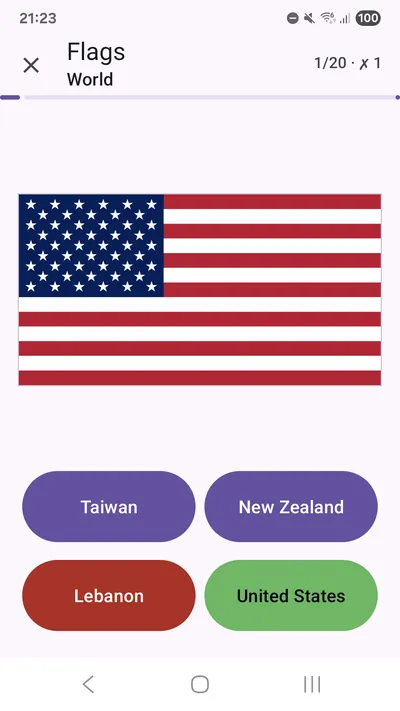 21:23
100
Flags
World
1/20 · ✗ 1
Taiwan
New Zealand
Lebanon
United States